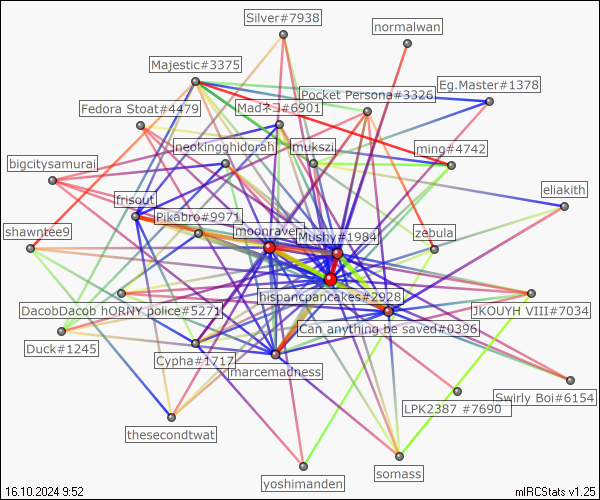 Silver#7938
normalwan
Majestic#3375
Eg.Master#1378
Pocket Persona#3326
Fedora Stoat#4479
Madネコ#6901
neokingghidorah
mukszi
ming#4742
bigcitysamurai
frisout
eliakith
Pikabro#9971
shawntee9
moonraven
Mushy#1984
zebula
hispancpancakes#2928
DacobDacob hORNY police#5271
JKOUYH VIII#7034
Can anything be saved#0396
Duck#1245
Cypha#1717
marcemadness
Swirly Boi#6154
LPK2387 #7690
thesecondtwat
somass
yoshimanden
16.10.2024 9:52
mIRCStats v1.25